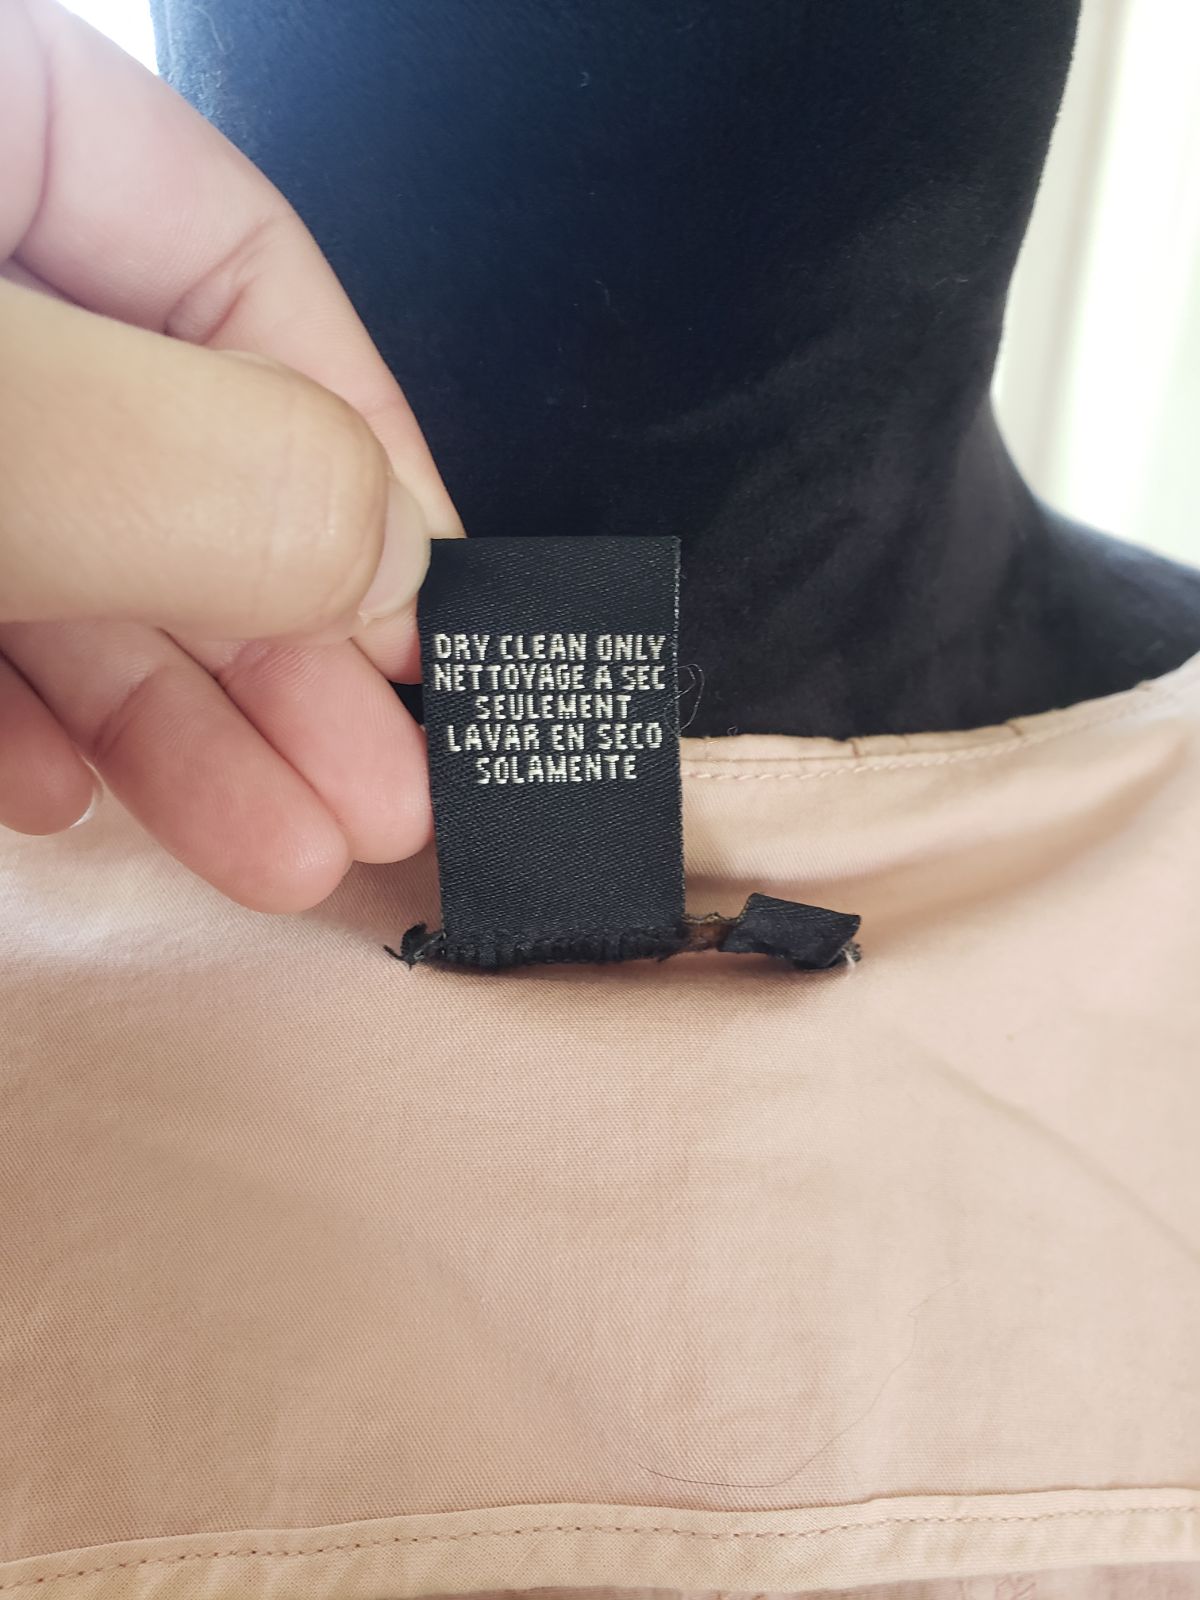 DRY CLEAN ONLY
NETTOYAGE A SEC
SEULEMENT
LAVAR EN SECO
SOLAMENTE